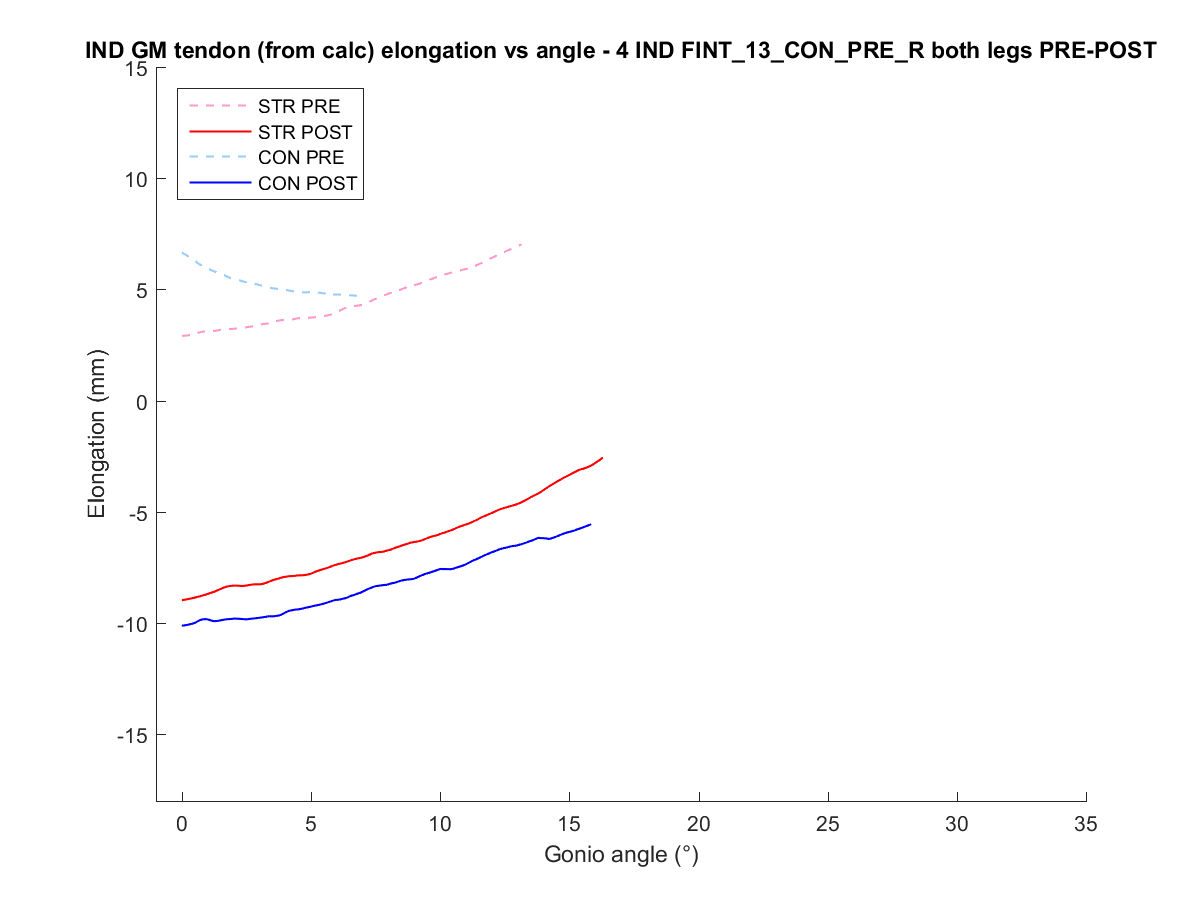 IND GM tendon (from calc) elongation vs angle - 4 IND FINT_13_CON_PRE_R both legs PRE-POST
STR PRE
STR POST
CON PRE
CON POST
15
10
5
0
-5
-10
-15
Elongation (mm)
0 5 10 15 20 25 30 35
Gonio angle (°)